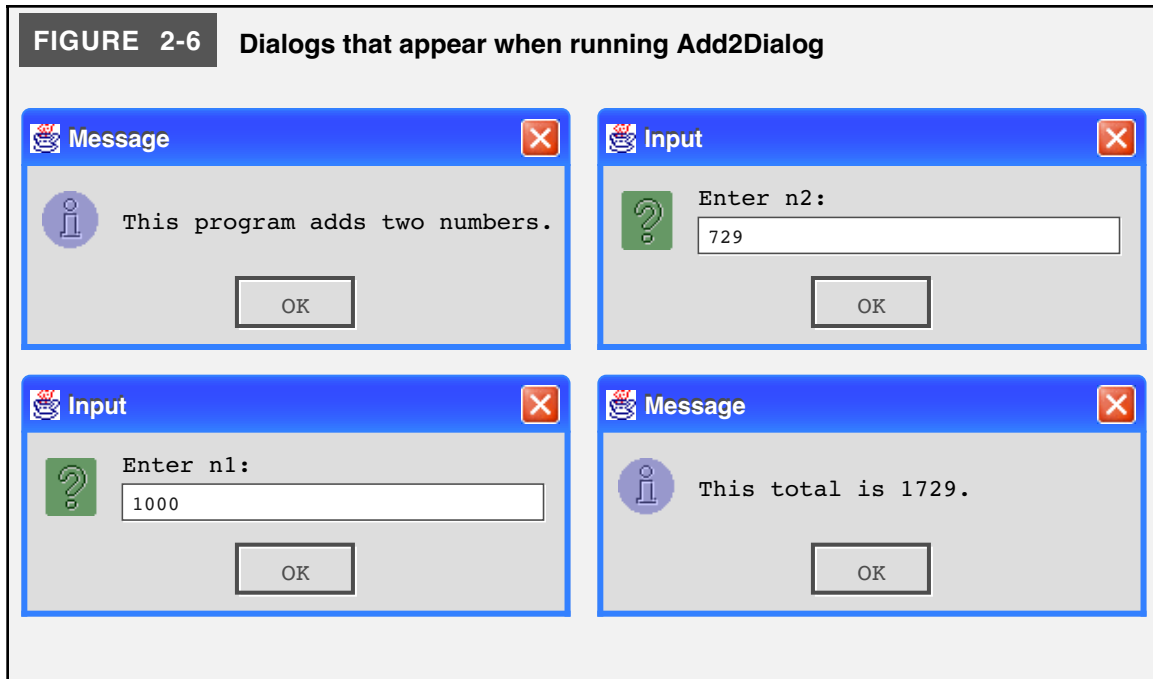 FIGURE 2-6 Dialogs that appear when running Add2Dialog
Message
This program adds two numbers.
OK
Input
Enter n1:
1000
OK
Input
Enter n2:
729
OK
Message
This total is 1729.
OK